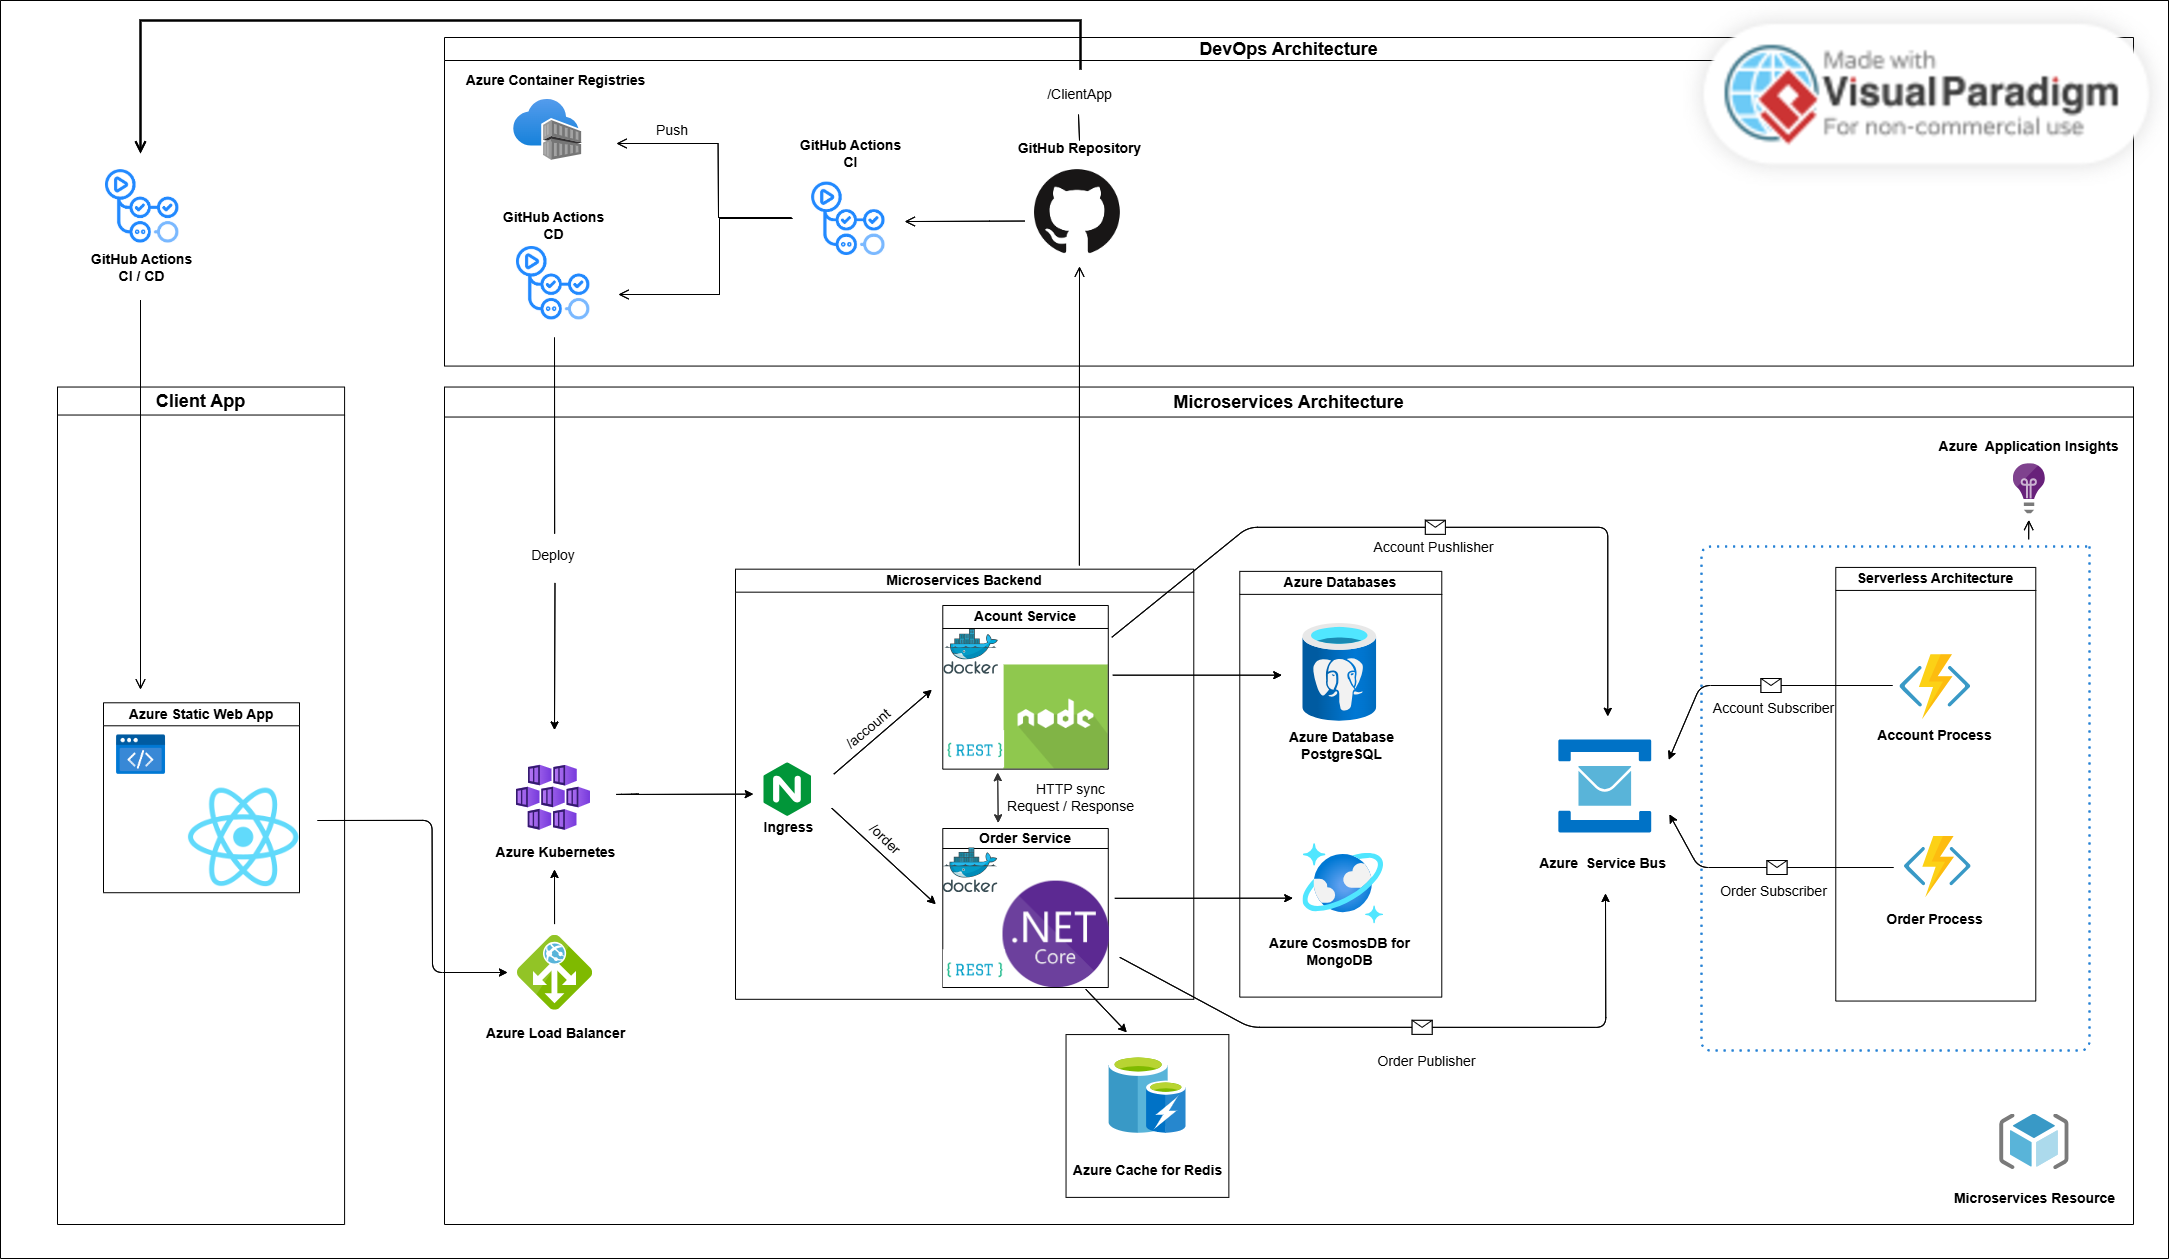 DevOps Architecture
Made with
Visual Paradigm
For non-commercial use
Azure Container Registries
/ClientApp
Push
GitHub Actions
CI
GitHub Repository
GitHub Actions
CD
GitHub Actions
CI / CD
Client App
Microservices Architecture
Azure Application Insights
Deploy
Account Pushlisher
Microservices Backend
Azure Databases
Serverless Architecture
Acount Service
docker
node
{ REST }
/account
Azure Database
PostgreSQL
Account Subscriber
Account Process
Azure Static Web App
</>
HTTP sync
Request / Response
N
Ingress
/order
Order Service
docker
.NET
Core
{ REST }
Azure Kubernetes
Azure Service Bus
Order Subscriber
Order Process
Azure CosmosDB for
MongoDB
Azure Load Balancer
Order Publisher
Azure Cache for Redis
Microservices Resource